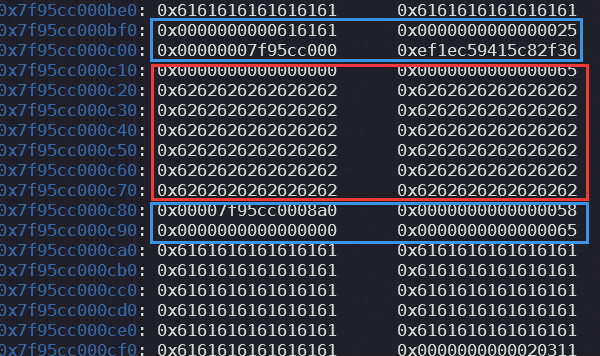 0x7f95cc000be0: 0x6161616161616161 0x6161616161616161
0x7f95cc000bf0: 0x0000000000616161 0x0000000000000025
0x7f95cc000c00: 0x00000007f95cc000 0xef1ec59415c82f36
0x7f95cc000c10: 0x0000000000000000 0x0000000000000065
0x7f95cc000c20: 0x6262626262626262 0x6262626262626262
0x7f95cc000c30: 0x6262626262626262 0x6262626262626262
0x7f95cc000c40: 0x6262626262626262 0x6262626262626262
0x7f95cc000c50: 0x6262626262626262 0x6262626262626262
0x7f95cc000c60: 0x6262626262626262 0x6262626262626262
0x7f95cc000c70: 0x6262626262626262 0x6262626262626262
0x7f95cc000c80: 0x00007f95cc0008a0 0x0000000000000058
0x7f95cc000c90: 0x0000000000000000 0x0000000000000065
0x7f95cc000ca0: 0x6161616161616161 0x6161616161616161
0x7f95cc000cb0: 0x6161616161616161 0x6161616161616161
0x7f95cc000cc0: 0x6161616161616161 0x6161616161616161
0x7f95cc000cd0: 0x6161616161616161 0x6161616161616161
0x7f95cc000ce0: 0x6161616161616161 0x6161616161616161
0x7f95cc000cf0: 0x6161616161616161 0x0000000000020311